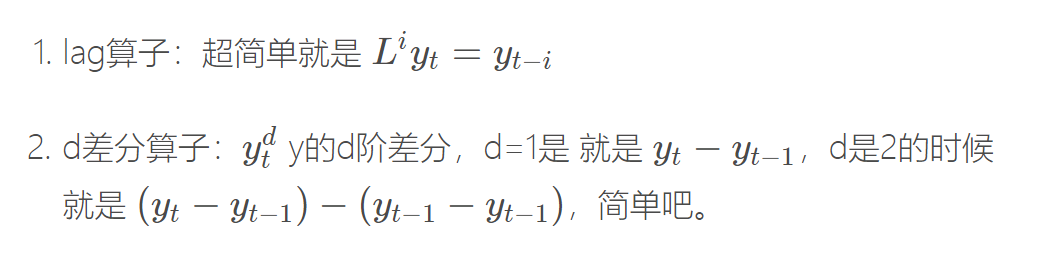 1. lag算子：超简单就是 $L^i y_t = y_{t-i}$
2. d差分算子：$y_t^d$ y的d阶差分，d=1是 就是 $y_t - y_{t-1}$，d是2的时候
就是 $(y_t - y_{t-1}) - (y_{t-1} - y_{t-1})$，简单吧。